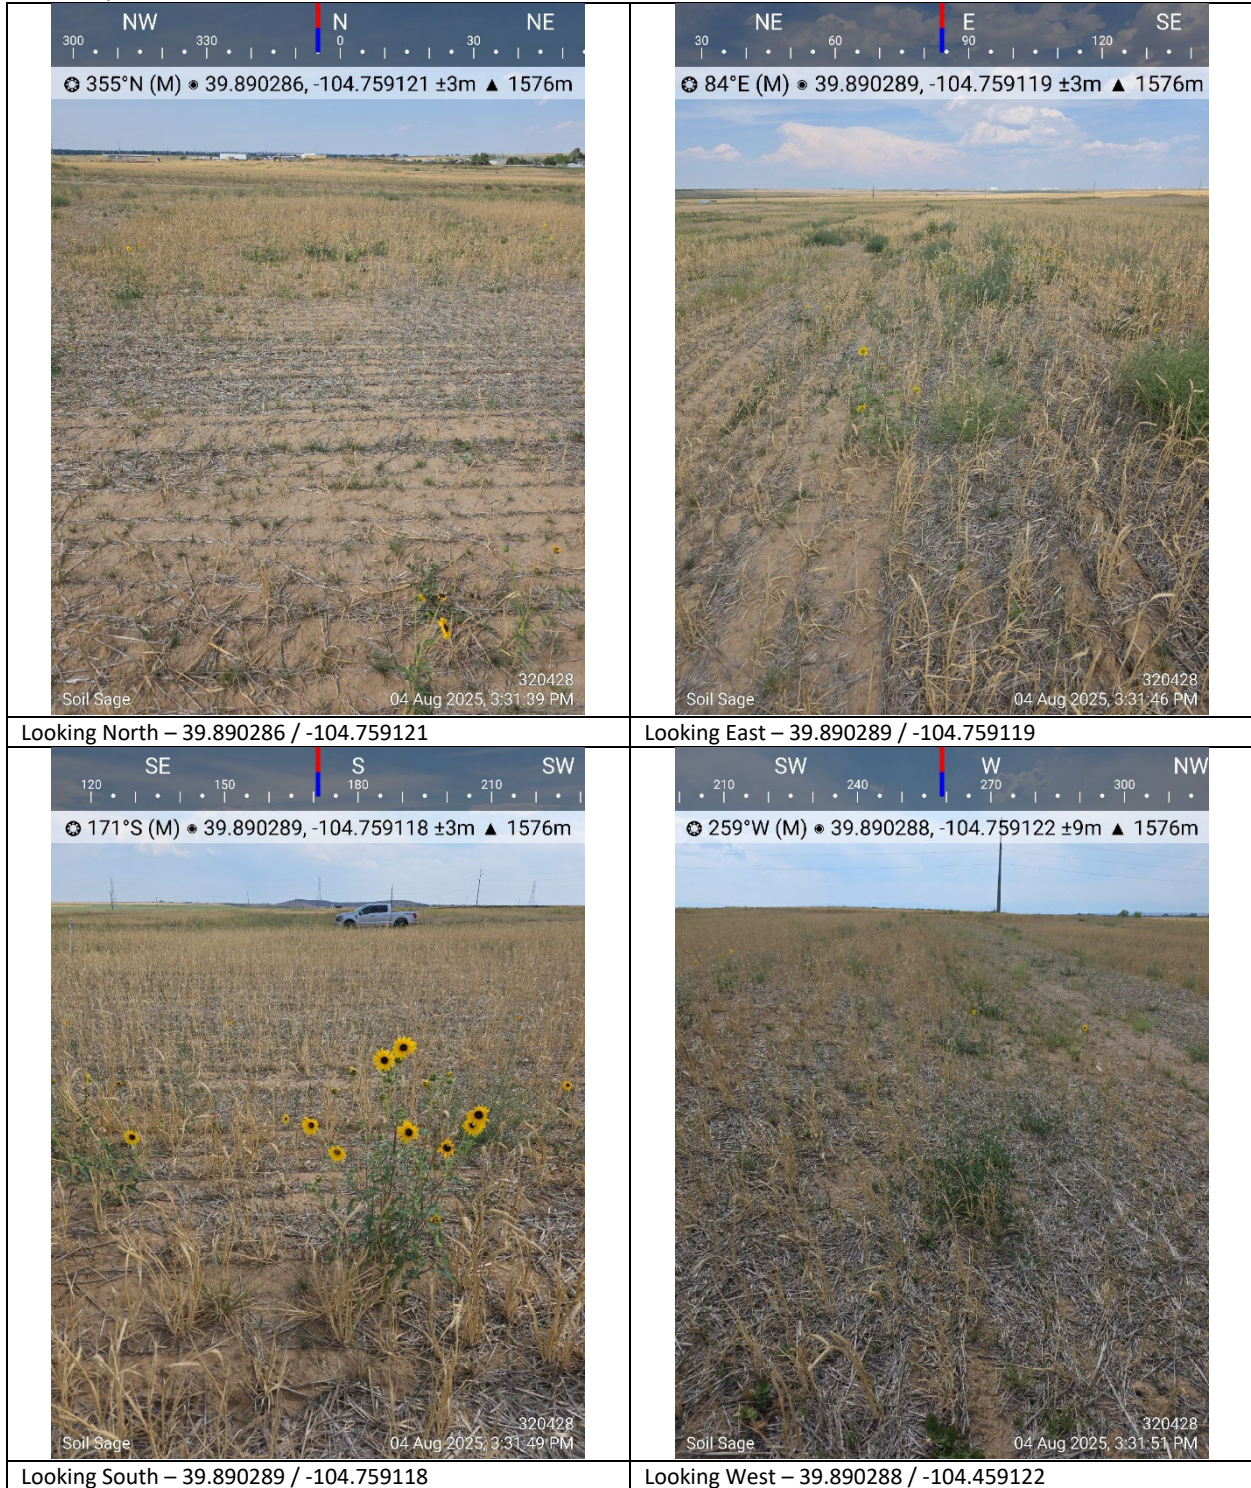 NW N NE
300 330 0 30
355°N (M) 39.890286, -104.759121 ±3m ▲ 1576m
320428
Soil Sage 04 Aug 2025, 3:31:39 PM
Looking North – 39.890286 / -104.759121
NE E SE
30 60 90 120
84°E (M) 39.890289, -104.759119 ±3m ▲ 1576m
320428
Soil Sage 04 Aug 2025, 3:31:46 PM
Looking East – 39.890289 / -104.759119
SE S SW
120 150 180 210
171°S (M) 39.890289, -104.759118 ±3m ▲ 1576m
320428
Soil Sage 04 Aug 2025, 3:31:49 PM
Looking South – 39.890289 / -104.759118
SW W NW
210 240 270 300
259°W (M) 39.890288, -104.759122 ±9m ▲ 1576m
320428
Soil Sage 04 Aug 2025, 3:31:51 PM
Looking West – 39.890288 / -104.459122